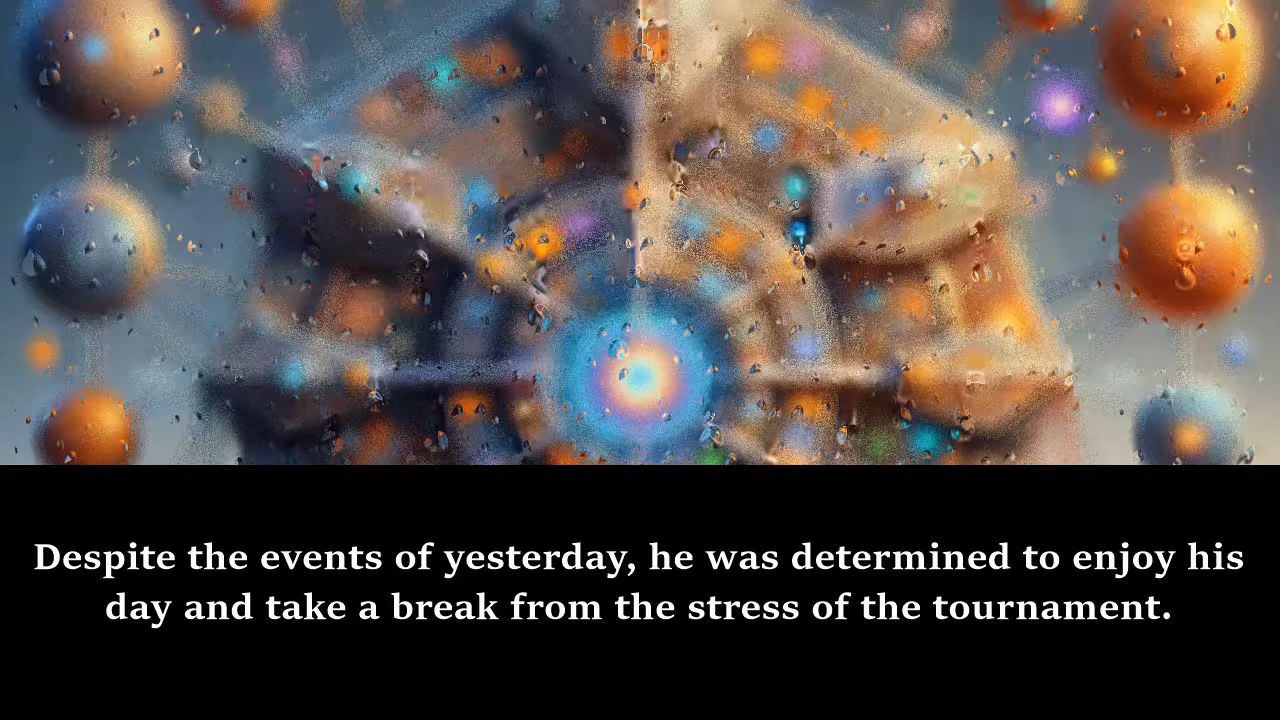 Despite the events of yesterday, he was determined to enjoy his
day and take a break from the stress of the tournament.